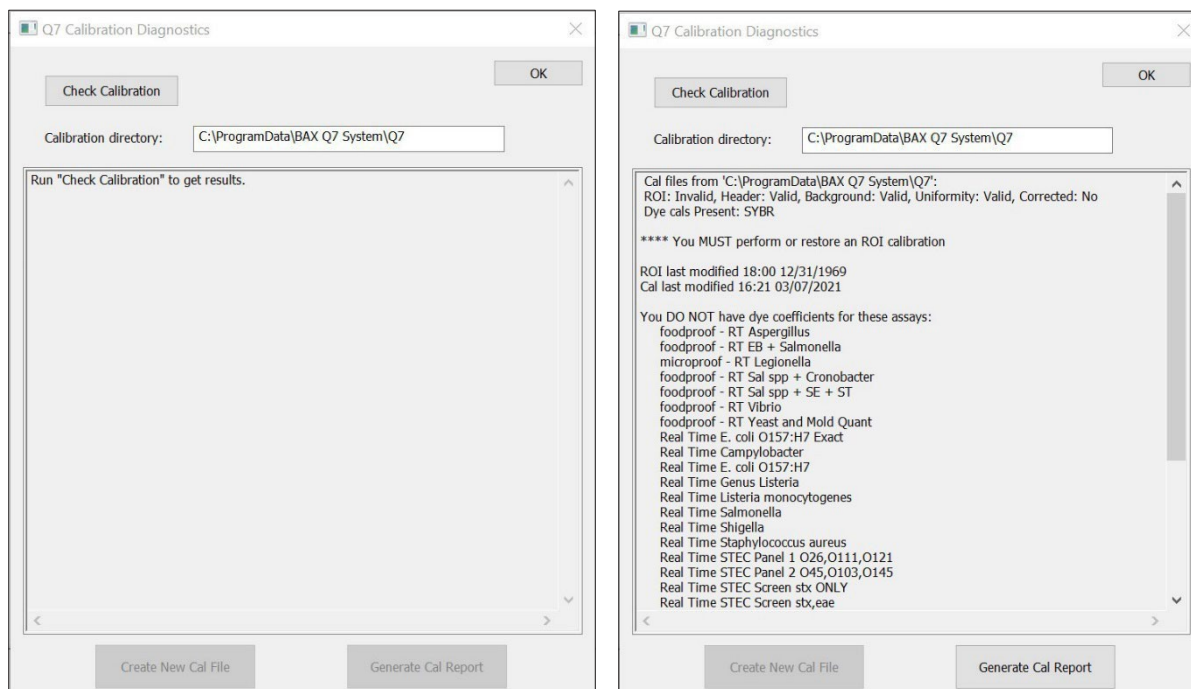 Q7 Calibration Diagnostics
OK
Check Calibration
Calibration directory: C:\ProgramData\BAX Q7 System\Q7
Run "Check Calibration" to get results.
Create New Cal File Generate Cal Report
Q7 Calibration Diagnostics
OK
Check Calibration
Calibration directory: C:\ProgramData\BAX Q7 System\Q7
Cal files from 'C:\ProgramData\BAX Q7 System\Q7':
ROI: Invalid, Header: Valid, Background: Valid, Uniformity: Valid, Corrected: No
Dye cals Present: SYBR
**** You MUST perform or restore an ROI calibration
ROI last modified 18:00 12/31/1969
Cal last modified 16:21 03/07/2021
You DO NOT have dye coefficients for these assays:
foodproof - RT Aspergillus
foodproof - RT EB + Salmonella
microproof - RT Legionella
foodproof - RT Sal spp + Cronobacter
foodproof - RT Sal spp + SE + ST
foodproof - RT Vibrio
foodproof - RT Yeast and Mold Quant
Real Time E. coli O157:H7 Exact
Real Time Campylobacter
Real Time E. coli O157:H7
Real Time Genus Listeria
Real Time Listeria monocytogenes
Real Time Salmonella
Real Time Shigella
Real Time Staphylococcus aureus
Real Time STEC Panel 1 O26,O111,O121
Real Time STEC Panel 2 O45,O103,O145
Real Time STEC Screen stx ONLY
Real Time STEC Screen stx,eae
Create New Cal File Generate Cal Report